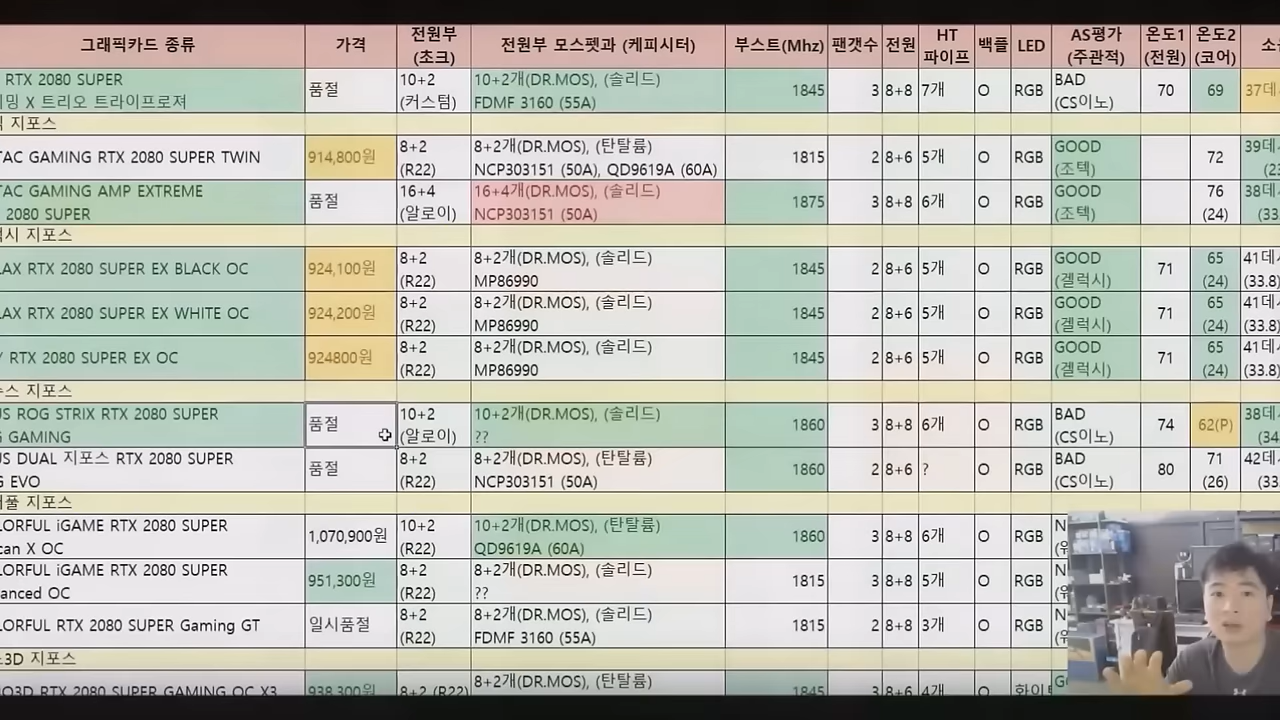 그래픽카드 종류 가격 전원부 (초크) 전원부 모스펫과 (케피시터) 부스트(Mhz) 팬갯수 전원 HT 파이프 백플 LED AS평가 (주관적) 온도1 (전원) 온도2 (코어)
RTX 2080 SUPER 품절 10+2 10+2개(DR.MOS), (솔리드) 1845 3 8+8 7개 O RGB BAD 70 69
밍 X 트리오 트라이프로져 (커스텀) FDMF 3160 (55A) (CS이노)
지포스
TAC GAMING RTX 2080 SUPER TWIN 914,800원 8+2 8+2개(DR.MOS), (탄탈륨) 1815 2 8+6 5개 O RGB GOOD 72 39데
(R22) NCP303151 (50A), QD9619A (60A) (조텍)
TAC GAMING AMP EXTREME 품절 16+4 16+4개(DR.MOS), (솔리드) 1875 3 8+8 6개 O RGB GOOD 76 38데
2080 SUPER (알로이) NCP303151 (50A) (조텍) (24) (33.
시 지포스
LAX RTX 2080 SUPER EX BLACK OC 924,100원 8+2 8+2개(DR.MOS), (솔리드) 1845 2 8+6 5개 O RGB GOOD 71 65 41데
(R22) MP86990 (겔럭시) (24) (33.8)
LAX RTX 2080 SUPER EX WHITE OC 924,200원 8+2 8+2개(DR.MOS), (솔리드) 1845 2 8+6 5개 O RGB GOOD 71 65 41데
(R22) MP86990 (겔럭시) (24) (33.8)
RTX 2080 SUPER EX OC 924800원 8+2 8+2개(DR.MOS), (솔리드) 1845 2 8+6 5개 O RGB GOOD 71 65 41데
(R22) MP86990 (겔럭시) (24) (33.8)
스 지포스
US ROG STRIX RTX 2080 SUPER 품절 10+2 10+2개(DR.MOS), (솔리드) 1860 3 8+8 6개 O RGB BAD 74 62(P) 38데
GAMING (알로이) ?? (CS이노) (34
US DUAL 지포스 RTX 2080 SUPER 품절 8+2 8+2개(DR.MOS), (탄탈륨) 1860 2 8+6 ? O RGB BAD 80 71 42데
EVO (R22) NCP303151 (50A) (CS이노) (26) (33
풀 지포스
LORFUL iGAME RTX 2080 SUPER 1,070,900원 10+2 10+2개(DR.MOS), (탄탈륨) 1860 3 8+8 6개 O RGB
can X OC (R22) QD9619A (60A)
LORFUL iGAME RTX 2080 SUPER 951,300원 8+2 8+2개(DR.MOS), (솔리드) 1815 3 8+8 5개 O RGB
anced OC (R22) ??
LORFUL RTX 2080 SUPER Gaming GT 일시품절 8+2 8+2개(DR.MOS), (솔리드) 1815 2 8+8 3개 O RGB
(R22) FDMF 3160 (55A)
3D 지포스
O3D RTX 2080 SUPER GAMING OC X3 938,300원 8+2 (R22) 8+2개(DR.MOS), (탄탈륨) 1845 3 8+6 4개 O